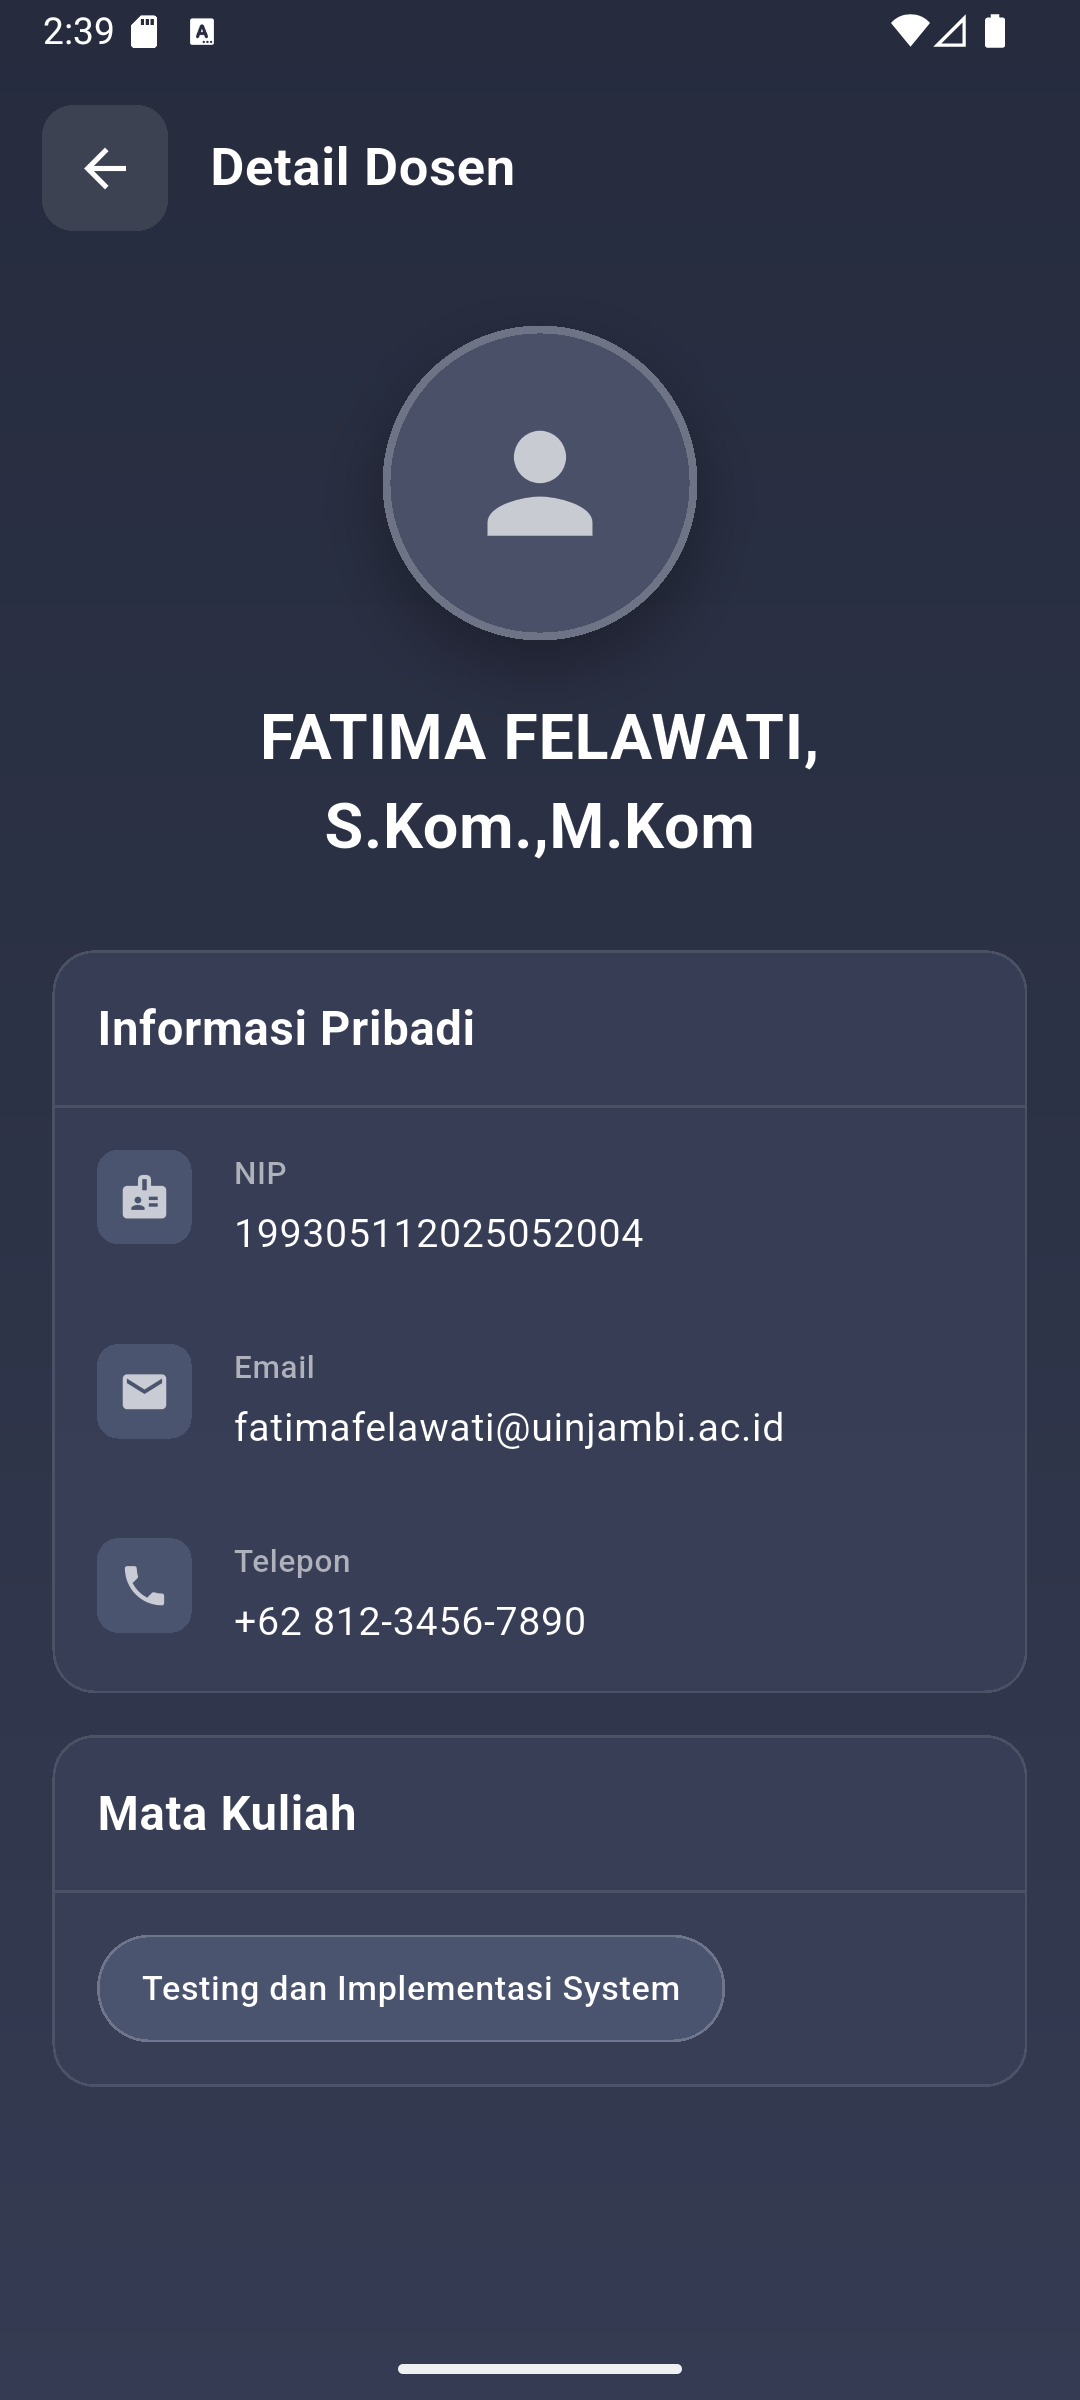 2:39
Detail Dosen
FATIMA FELAWATI,
S.Kom.,M.Kom
Informasi Pribadi
NIP
199305112025052004
Email
fatimafelawati@uinjambi.ac.id
Telepon
+62 812-3456-7890
Mata Kuliah
Testing dan Implementasi System